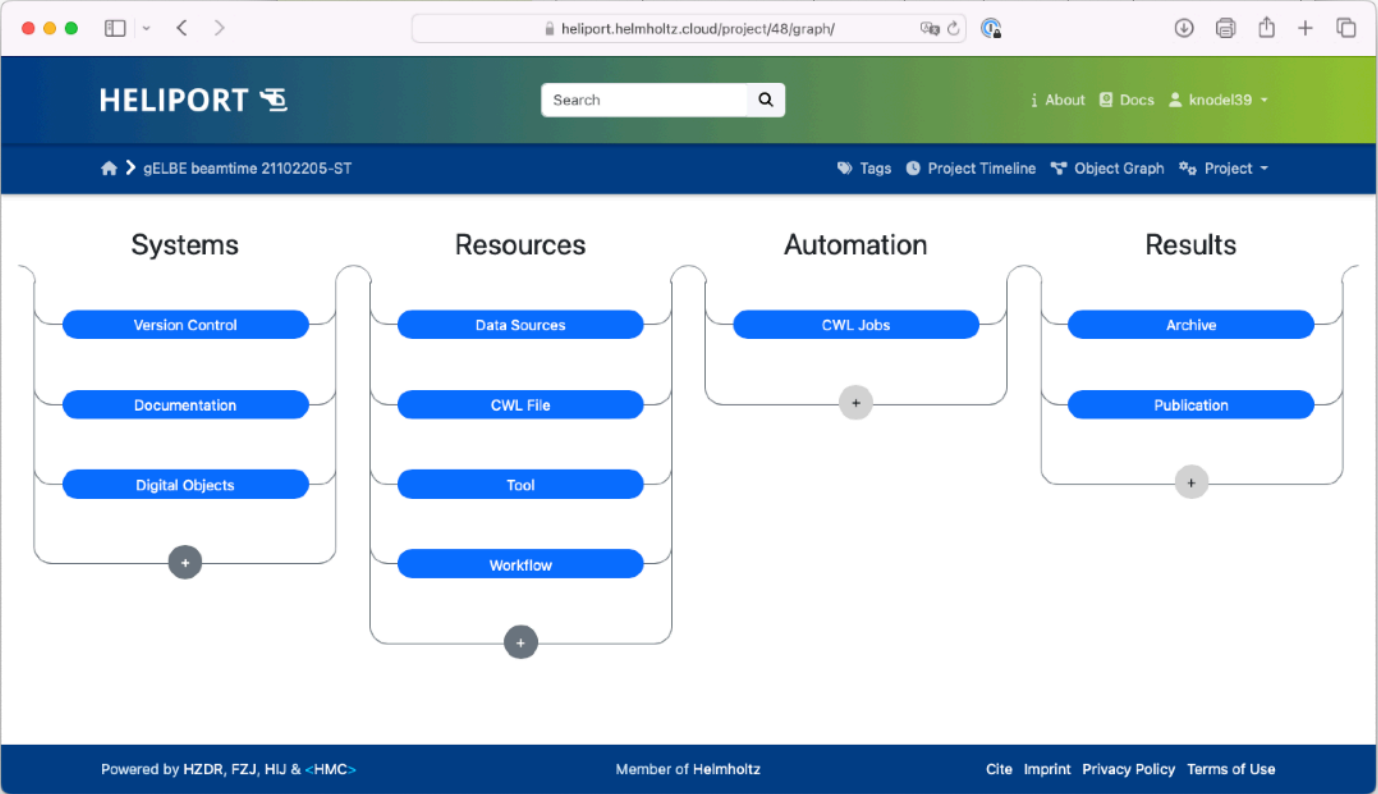 heliport.helmholtz.cloud/project/48/graph/
HELIPORT
Search
About Docs knodel39
gELBE beamtime 21102205-ST
Tags Project Timeline Object Graph Project
Systems Resources Automation Results
Version Control Data Sources CWL Jobs Archive
Documentation CWL File + Publication
Digital Objects Tool +
+ Workflow
+
Powered by HZDR, FZJ, HIJ & <HMC> Member of Helmholtz Cite Imprint Privacy Policy Terms of Use